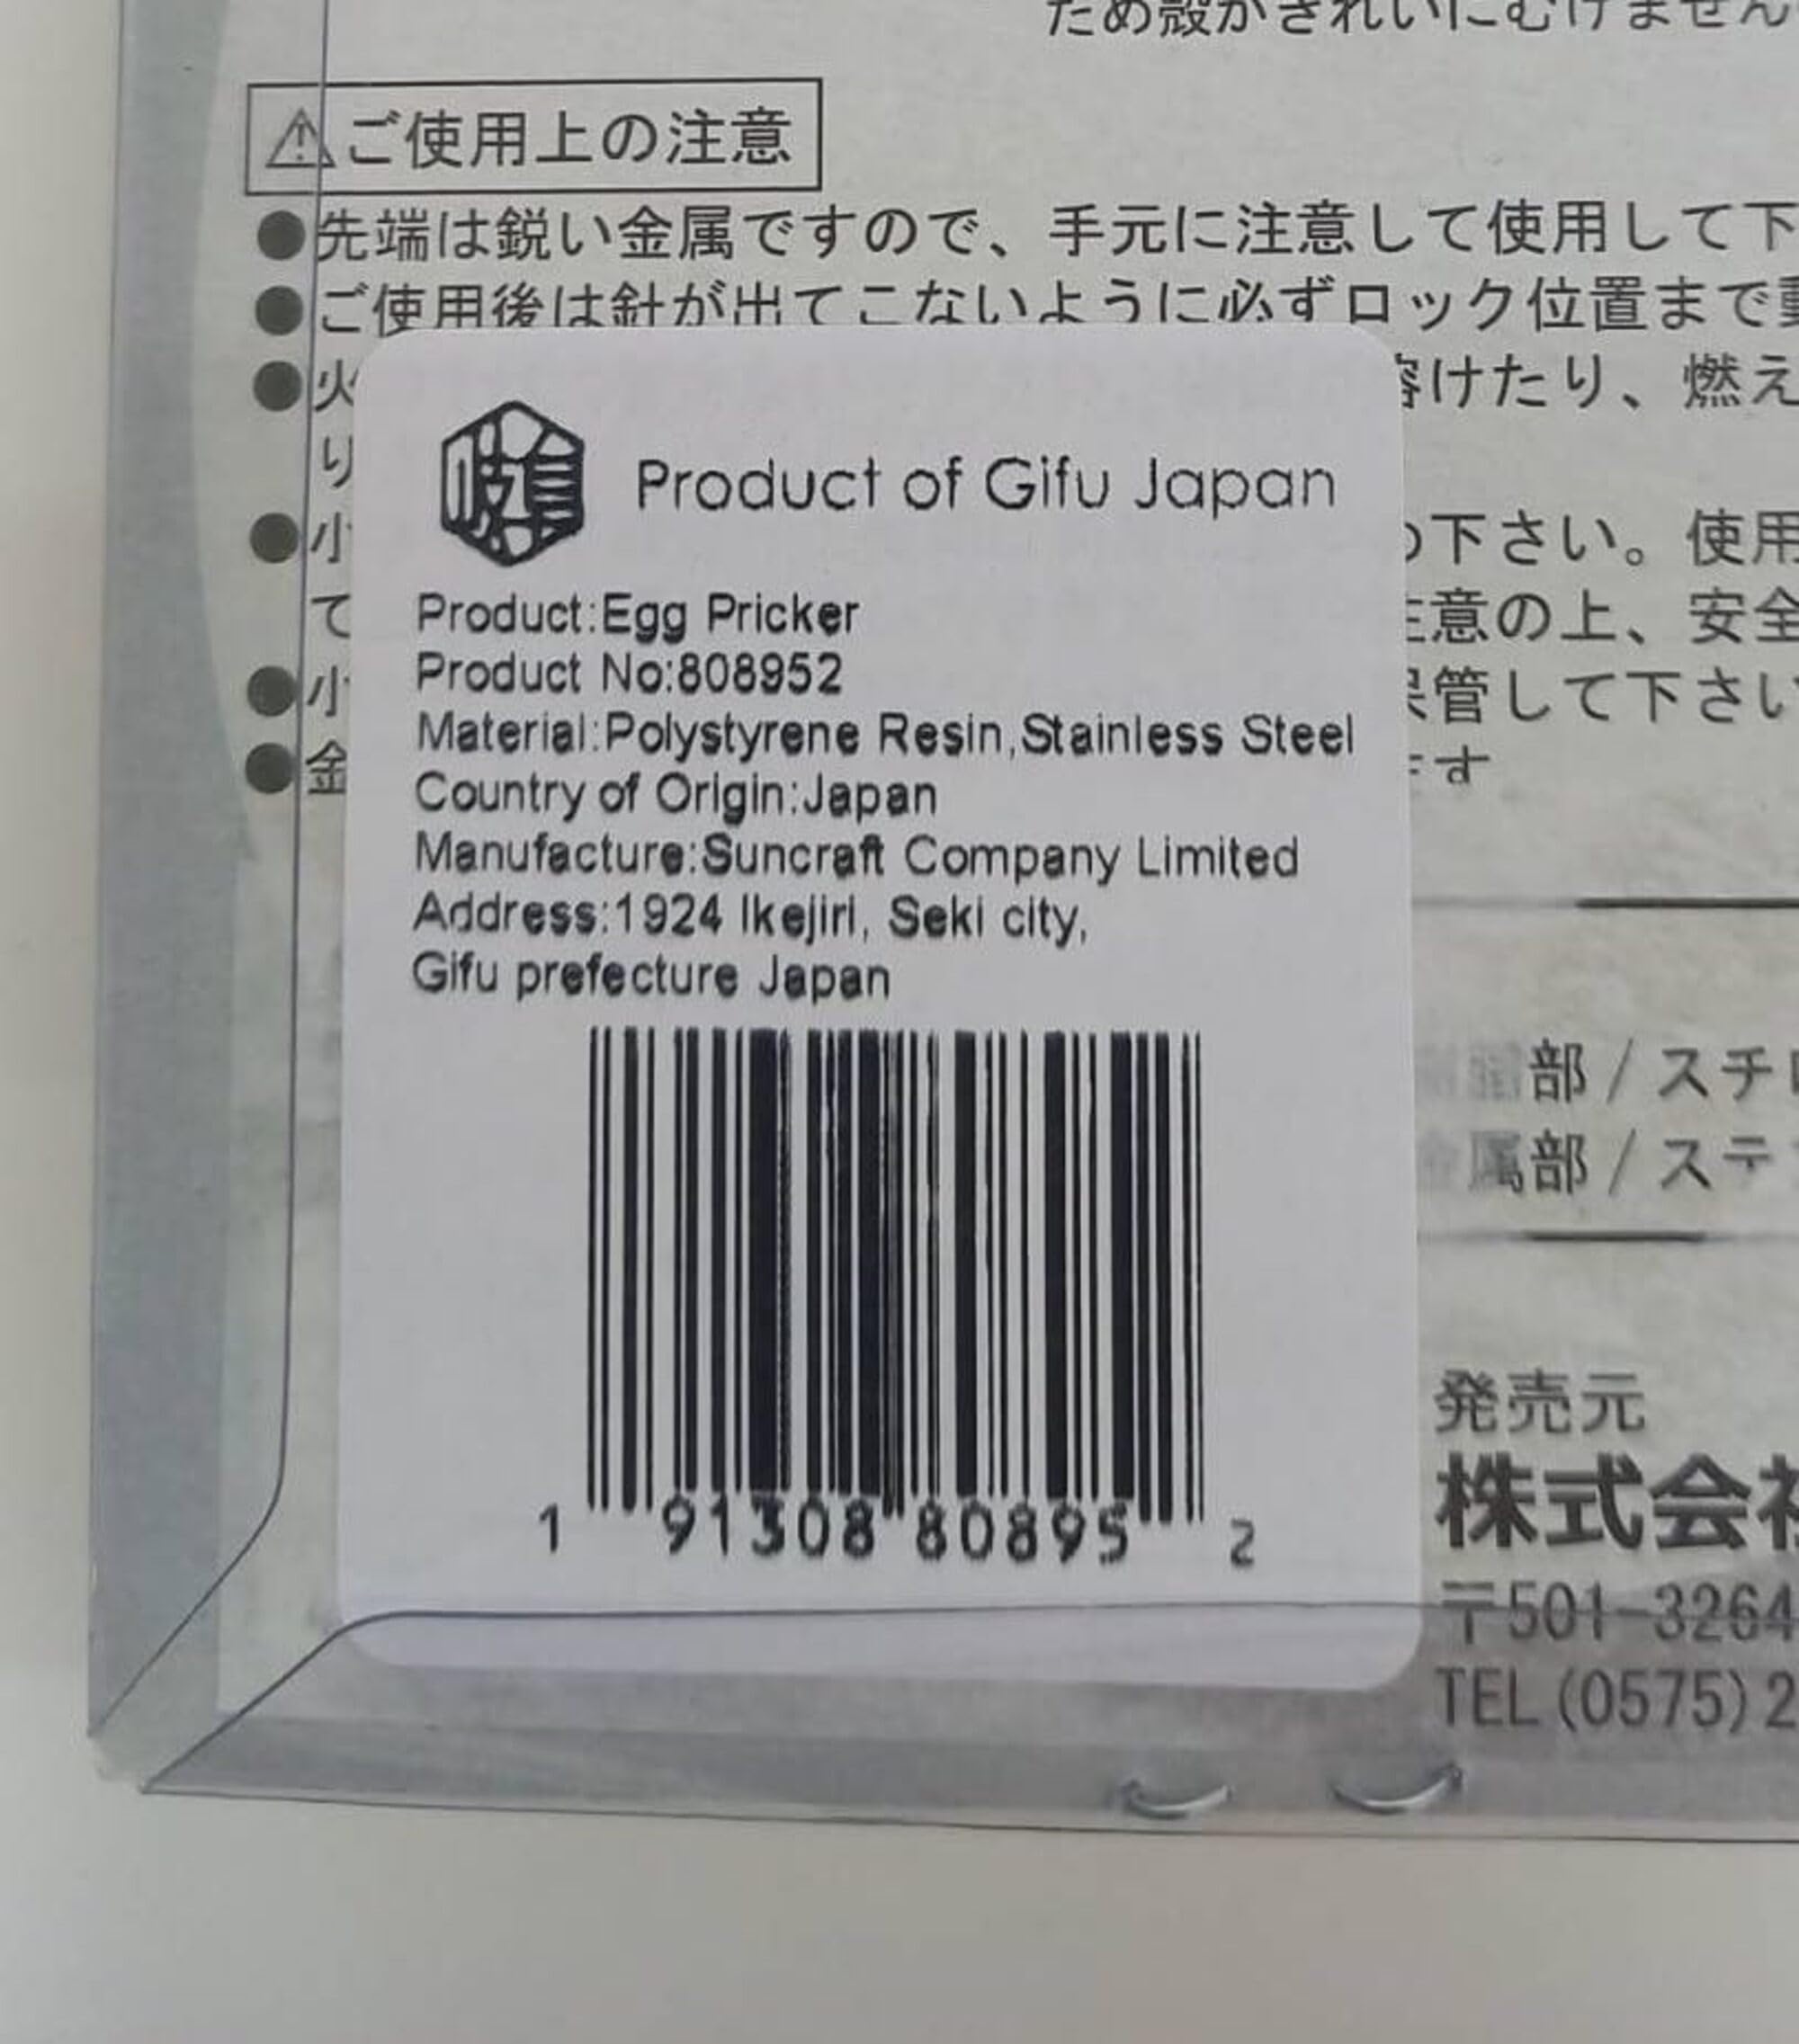 ため殻がきれいにむけません
⚠ご使用上の注意
●先端は鋭い金属ですので、手元に注意して使用して下
●ご使用後は針が出てこないように必ずロック位置まで動
●火
溶けたり、燃え
り
●小
下さい。使用
て
注意の上、安全
●小
保管して下さい
●金
ます
岐阜
Product of Gifu Japan
Product:Egg Pricker
Product No:808952
Material:Polystyrene Resin,Stainless Steel
Country of Origin:Japan
Manufacture:Suncraft Company Limited
Address:1924 Ikejiri, Seki city,
Gifu prefecture Japan
1 91308 80895 2
部/スチロ
金属部/ステン
発売元
株式会社
〒501-3264
TEL(0575)2